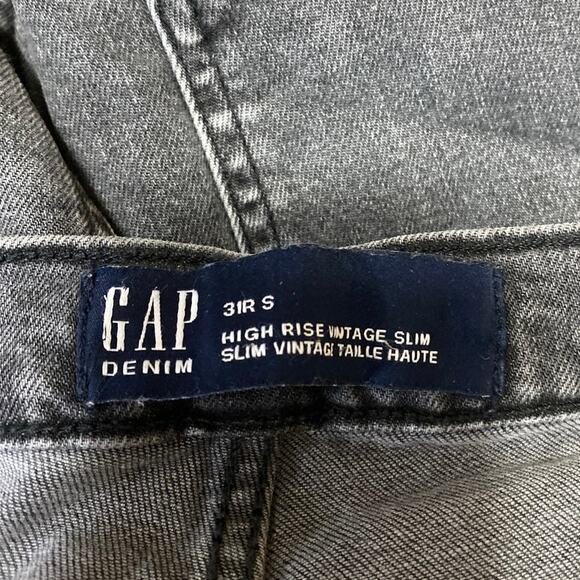 GAP
DENIM
31R S
HIGH RISE VINTAGE SLIM
SLIM VINTAGE TAILLE HAUTE